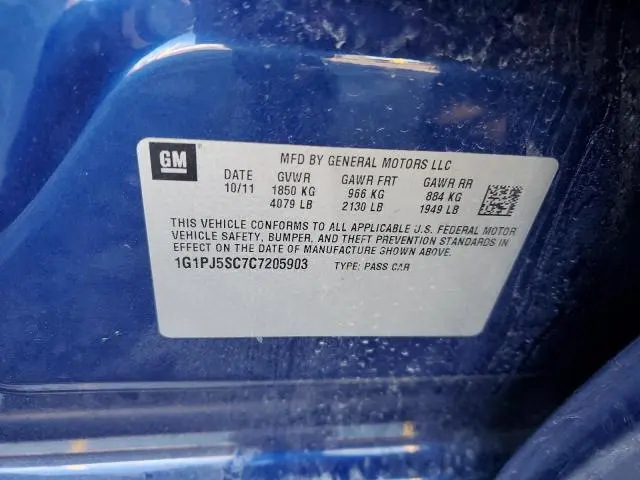 GM
MFD BY GENERAL MOTORS LLC
DATE GVWR GAWR FRT GAWR RR
10/11 1850 KG 966 KG 884 KG
4079 LB 2130 LB 1949 LB
THIS VEHICLE CONFORMS TO ALL APPLICABLE U.S. FEDERAL MOTOR
VEHICLE SAFETY, BUMPER, AND THEFT PREVENTION STANDARDS IN
EFFECT ON THE DATE OF MANUFACTURE SHOWN ABOVE.
1G1PJ5SC7C7205903 TYPE: PASS CAR